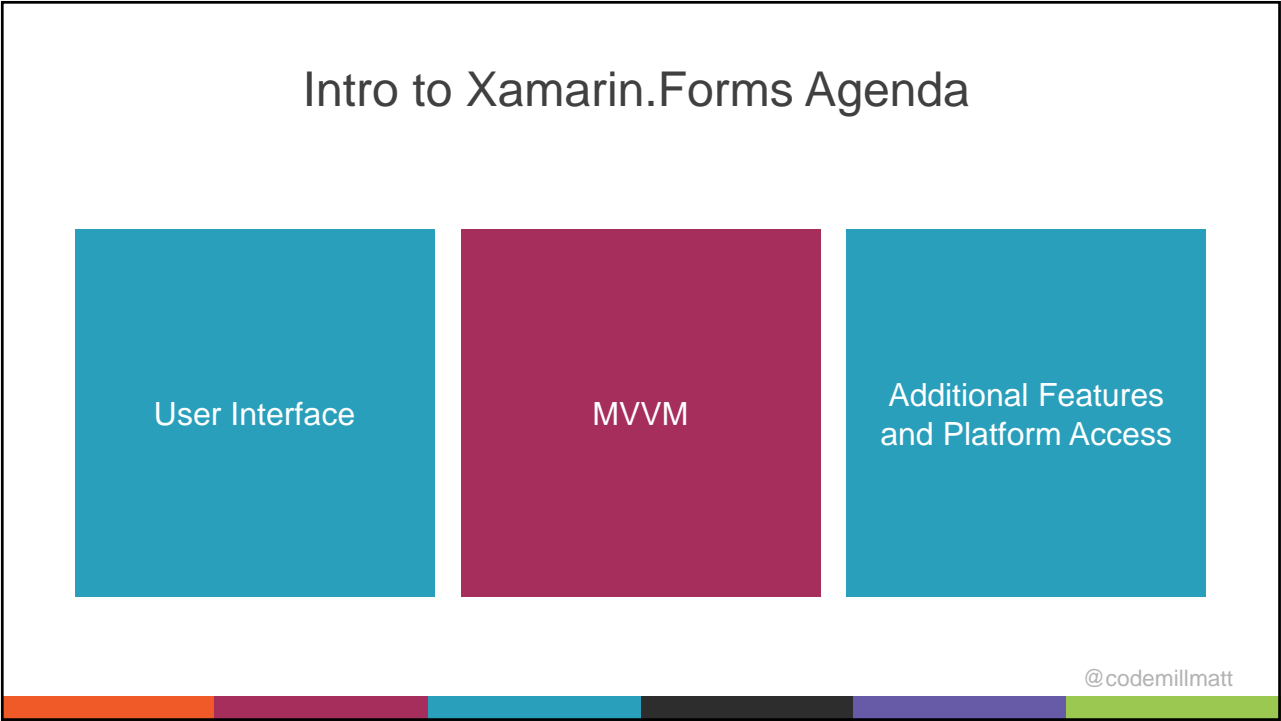 Intro to Xamarin.Forms Agenda
User Interface
MVVM
Additional Features
and Platform Access
@codemillmatt